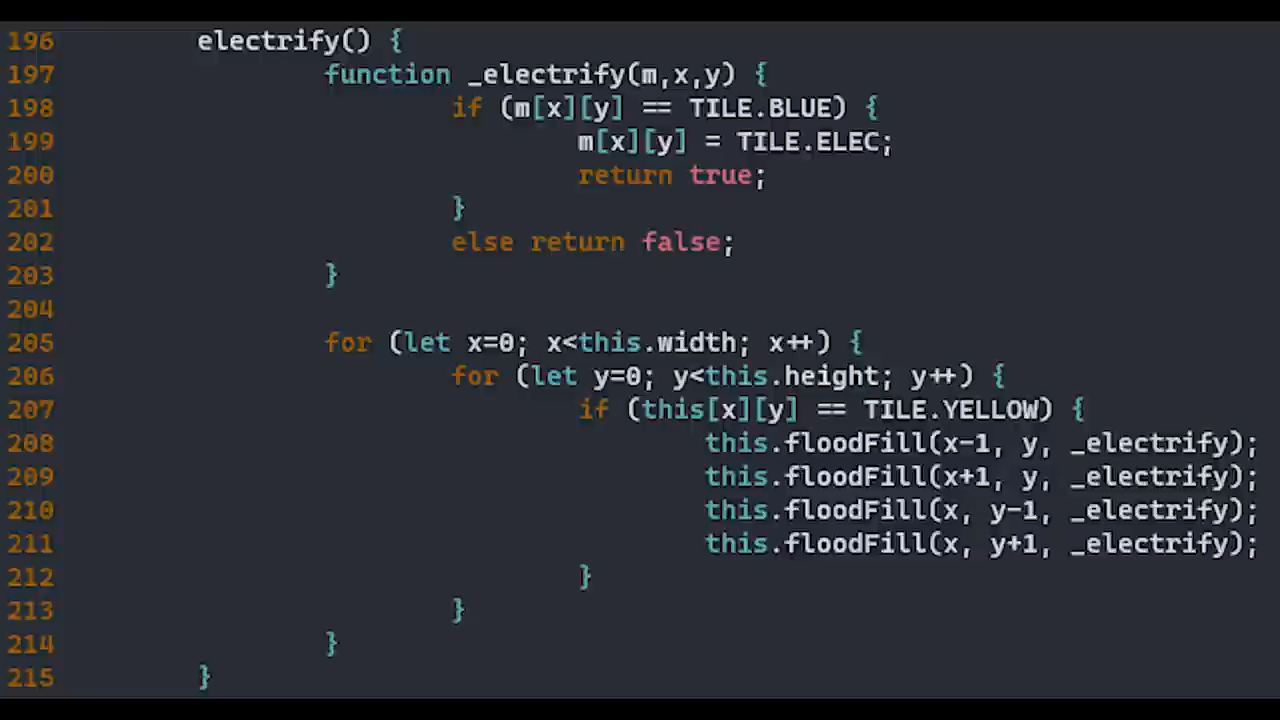 196 electrify() {
197 function _electrify(m,x,y) {
198 if (m[x][y] == TILE.BLUE) {
199 m[x][y] = TILE.ELEC;
200 return true;
201 }
202 else return false;
203 }
204
205 for (let x=0; x<this.width; x++) {
206 for (let y=0; y<this.height; y++) {
207 if (this[x][y] == TILE.YELLOW) {
208 this.floodFill(x-1, y, _electrify);
209 this.floodFill(x+1, y, _electrify);
210 this.floodFill(x, y-1, _electrify);
211 this.floodFill(x, y+1, _electrify);
212 }
213 }
214 }
215 }